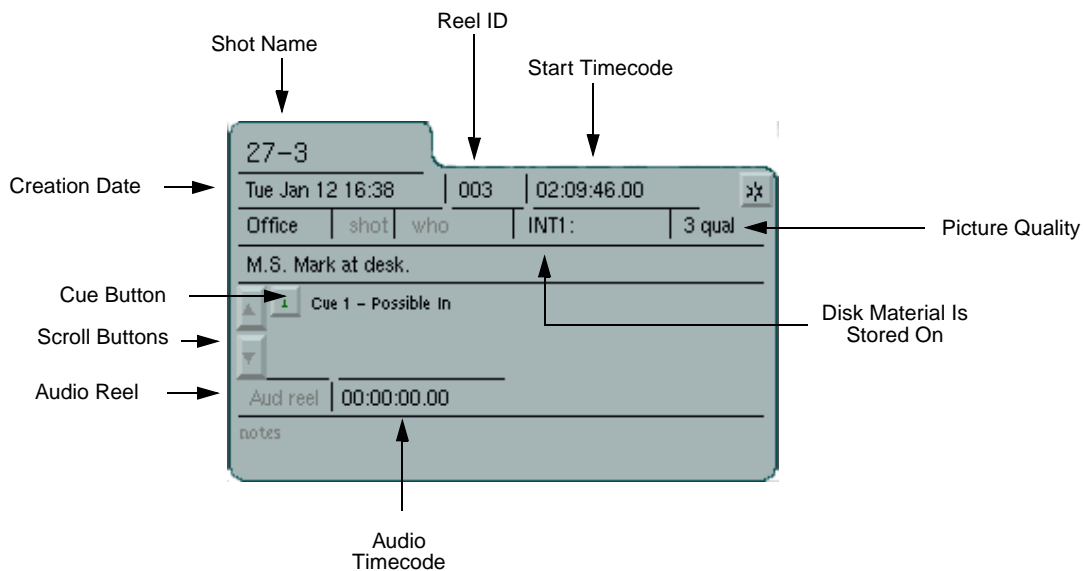 Reel ID
Shot Name
Start Timecode
27-3
Creation Date
Tue Jan 12 16:38
003
02:09:46.00
Office
shot
who
INT1:
3 qual
Picture Quality
M.S. Mark at desk.
Cue Button
1
Cue 1 - Possible In
Disk Material Is
Stored On
Scroll Buttons
Audio Reel
Aud reel
00:00:00.00
notes
Audio
Timecode